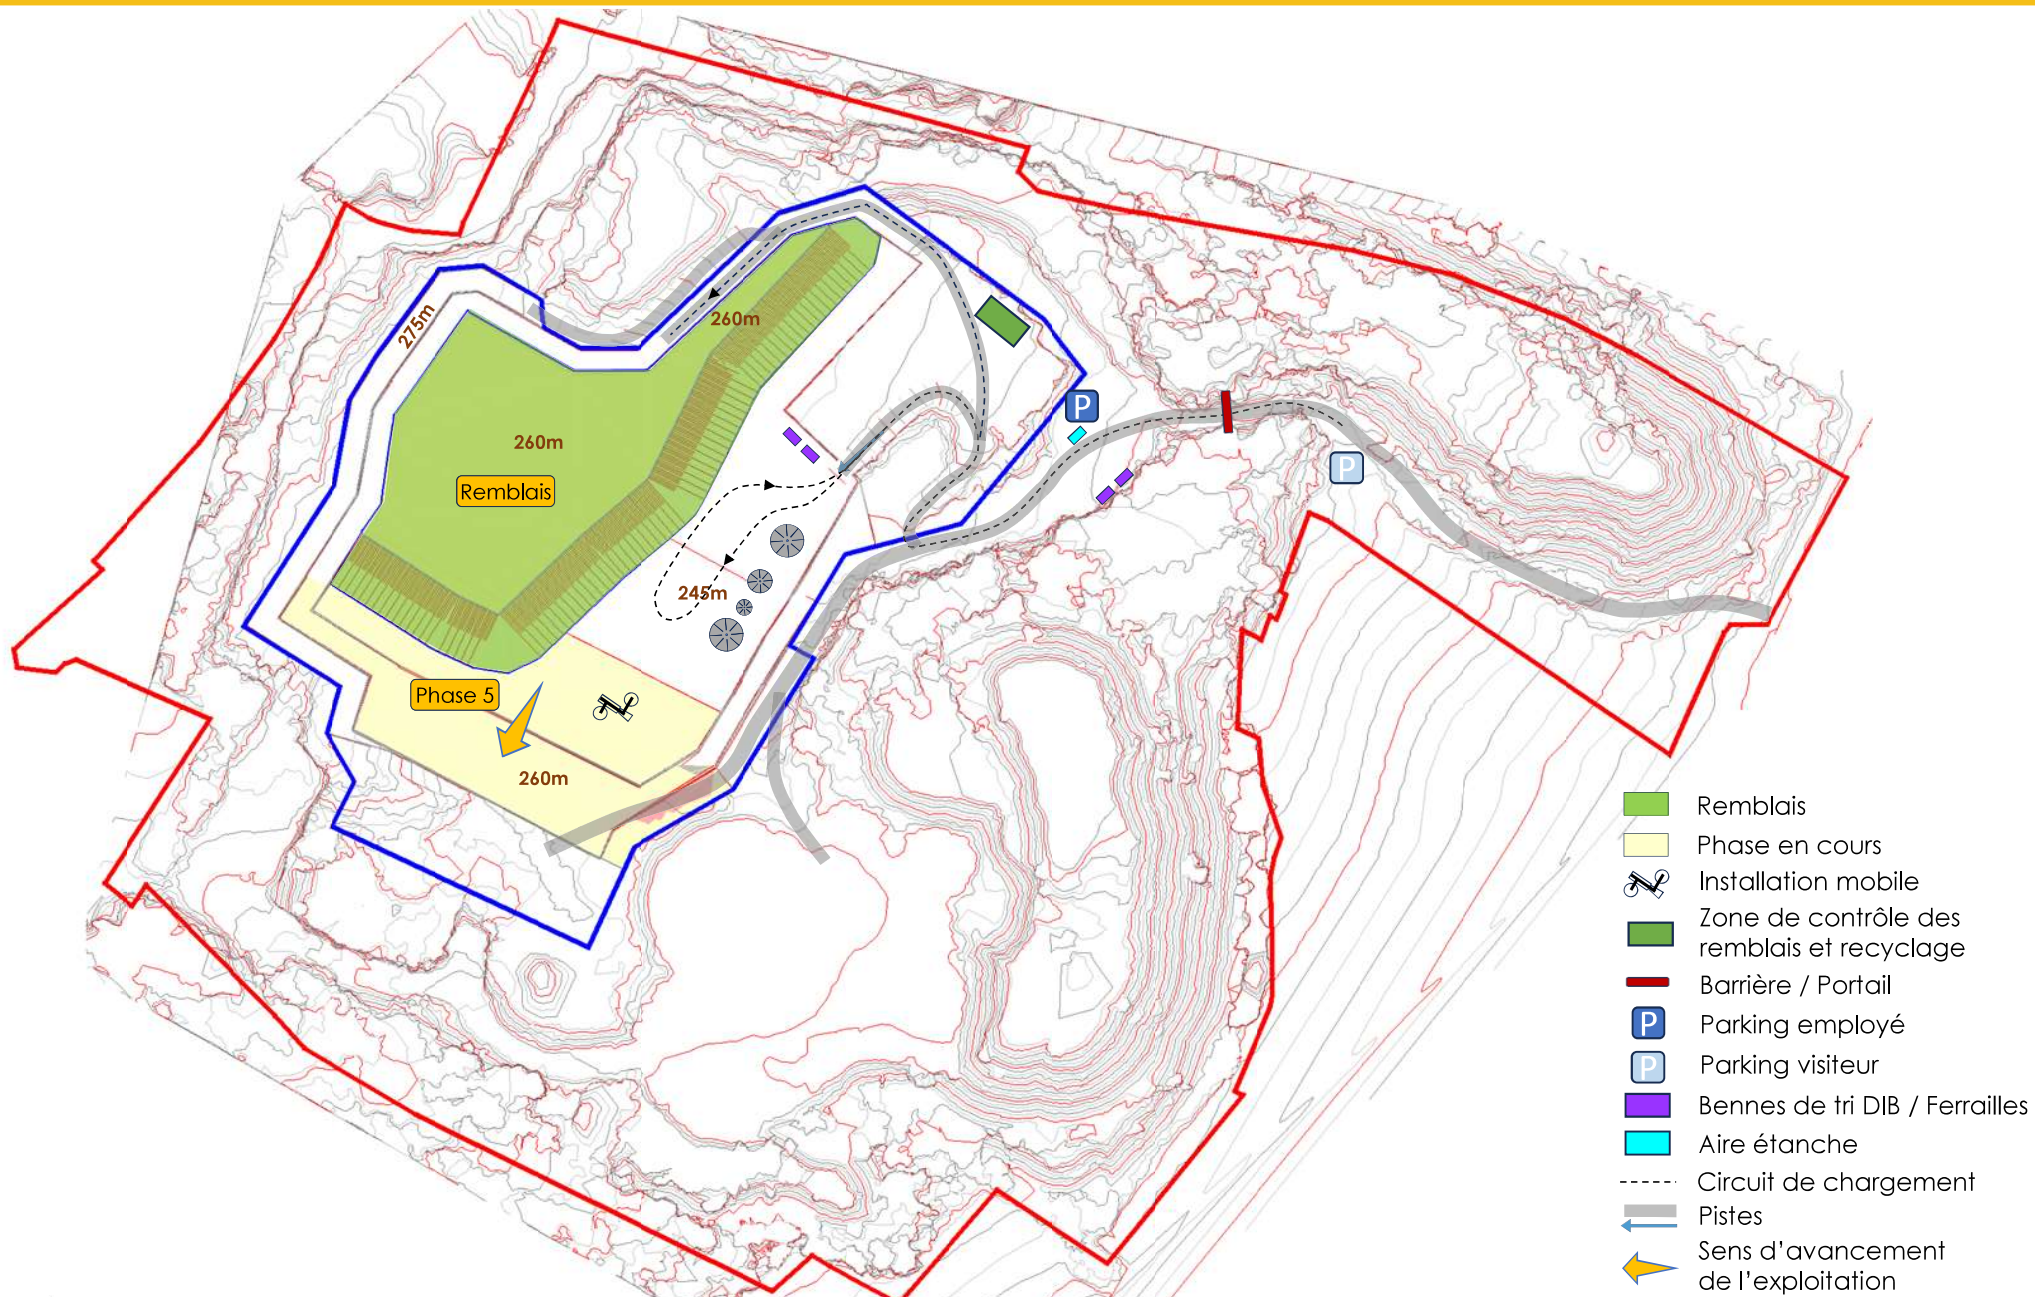 275m
260m
260m
Remblais
245m
Phase 5
260m
P
P
Remblais
Phase en cours
Installation mobile
Zone de contrôle des
remblais et recyclage
Barrière / Portail
P
Parking employé
P
Parking visiteur
Bennes de tri DIB / Ferrailles
Aire étanche
Circuit de chargement
Pistes
Sens d'avancement
de l'exploitation